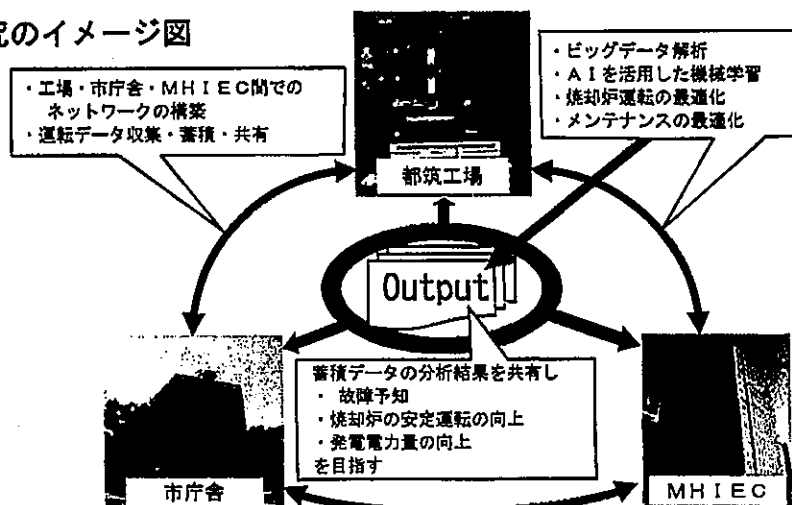 究のイメージ図
・工場・市庁舎・MHIEC間での
ネットワークの構築
・運転データ収集・蓄積・共有
・ビッグデータ解析
・AIを活用した機械学習
・焼却炉運転の最適化
・メンテナンスの最適化
都筑工場
Output
蓄積データの分析結果を共有し
・ 故障予知
・焼却炉の安定運転の向上
・発電電力量の向上
を目指す
市庁舎
MHIEC